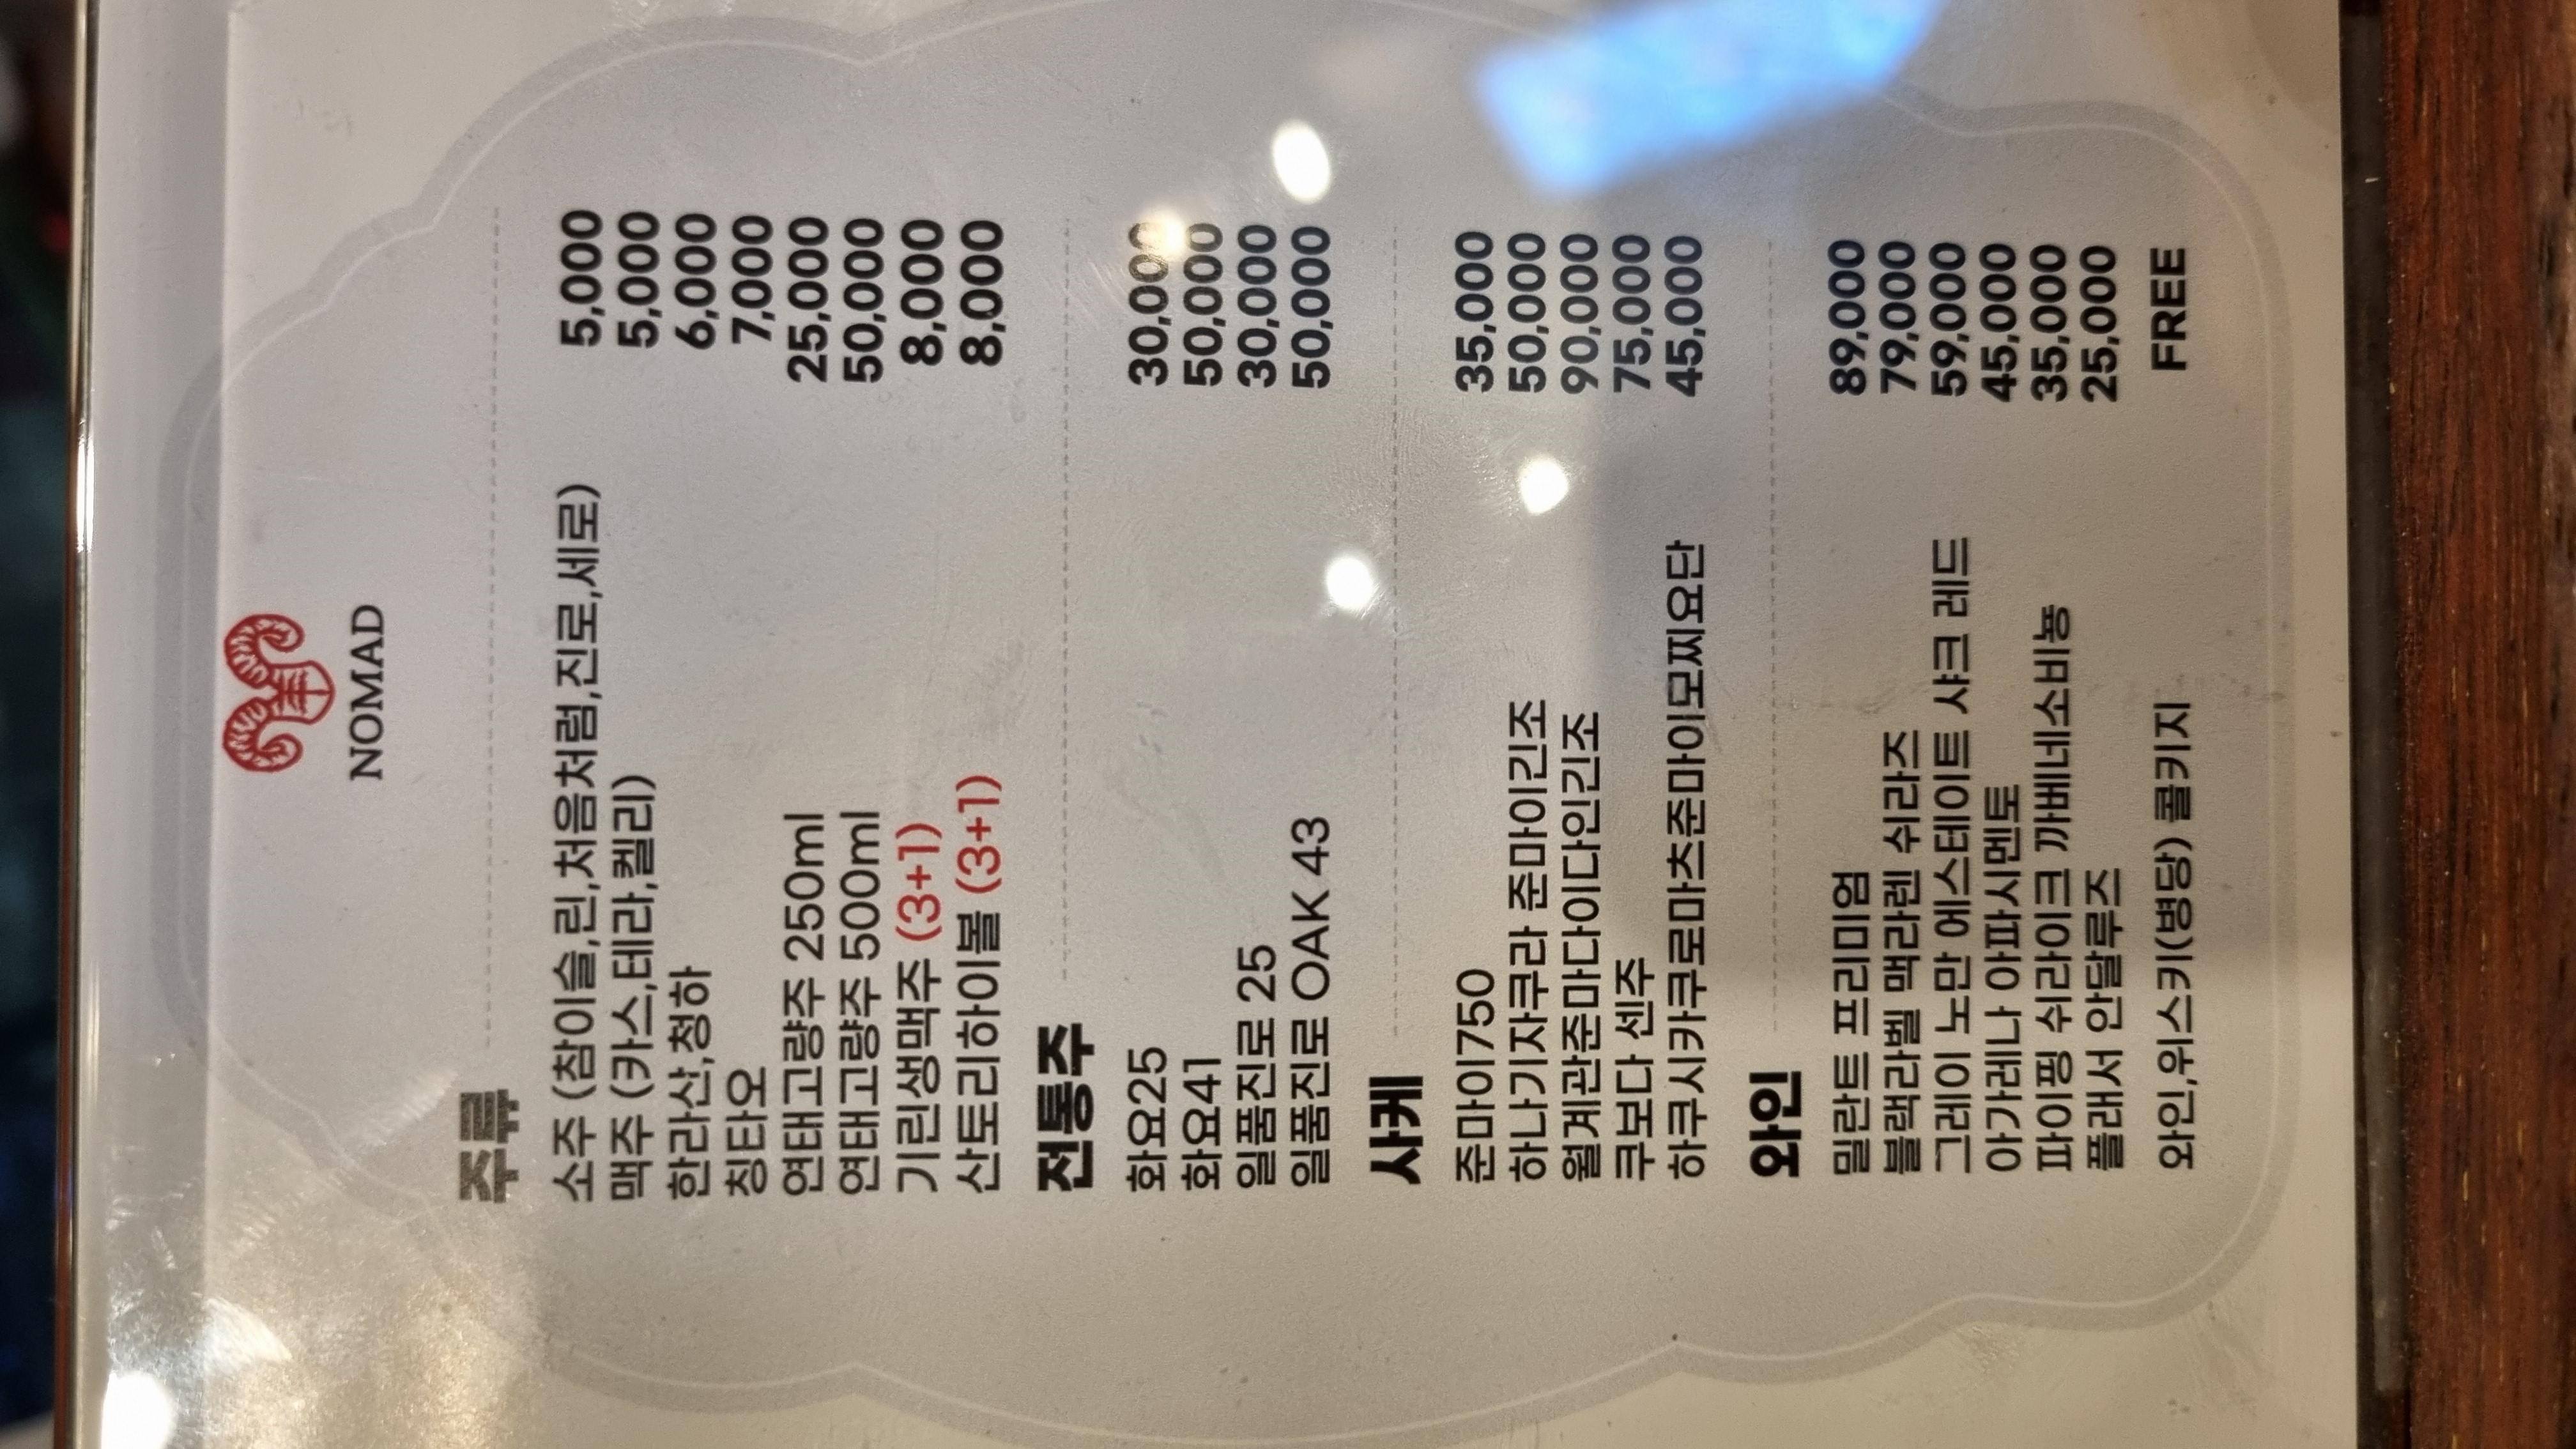 NOMAD
주류
소주 (참이슬,린,처음처럼,진로,새로) 5,000
맥주 (카스,테라,켈리) 5,000
한라산,청하 6,000
칭타오 7,000
연태고량주 250ml 25,000
연태고량주 500ml 50,000
기린생맥주 (3+1) 8,000
산토리하이볼 (3+1) 8,000
전통주
화요25 30,000
화요41 50,000
일품진로 25 30,000
일품진로 OAK 43 50,000
사케
준마이750 35,000
하나기자쿠라 준마이긴조 50,000
월계관준마다이다인긴조 90,000
쿠보다 센주 75,000
하쿠시카쿠로마츠준마이모찌요단 45,000
와인
밀란트 프리미엄 89,000
블랙라벨 맥라렌 쉬라즈 79,000
그레이 노만 에스테이트 샤크 레드 59,000
아가레나 아파시멘토 45,000
파이핑 쉬라이크 까베네소비뇽 35,000
플래서 안달루즈 25,000
와인,위스키(병당) 콜키지 FREE